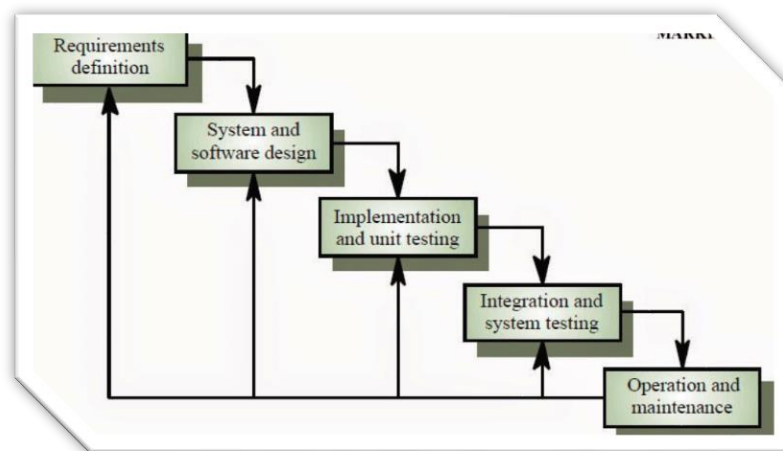 Requirements
definition
System and
software design
Implementation
and unit testing
Integration and
system testing
Operation and
maintenance